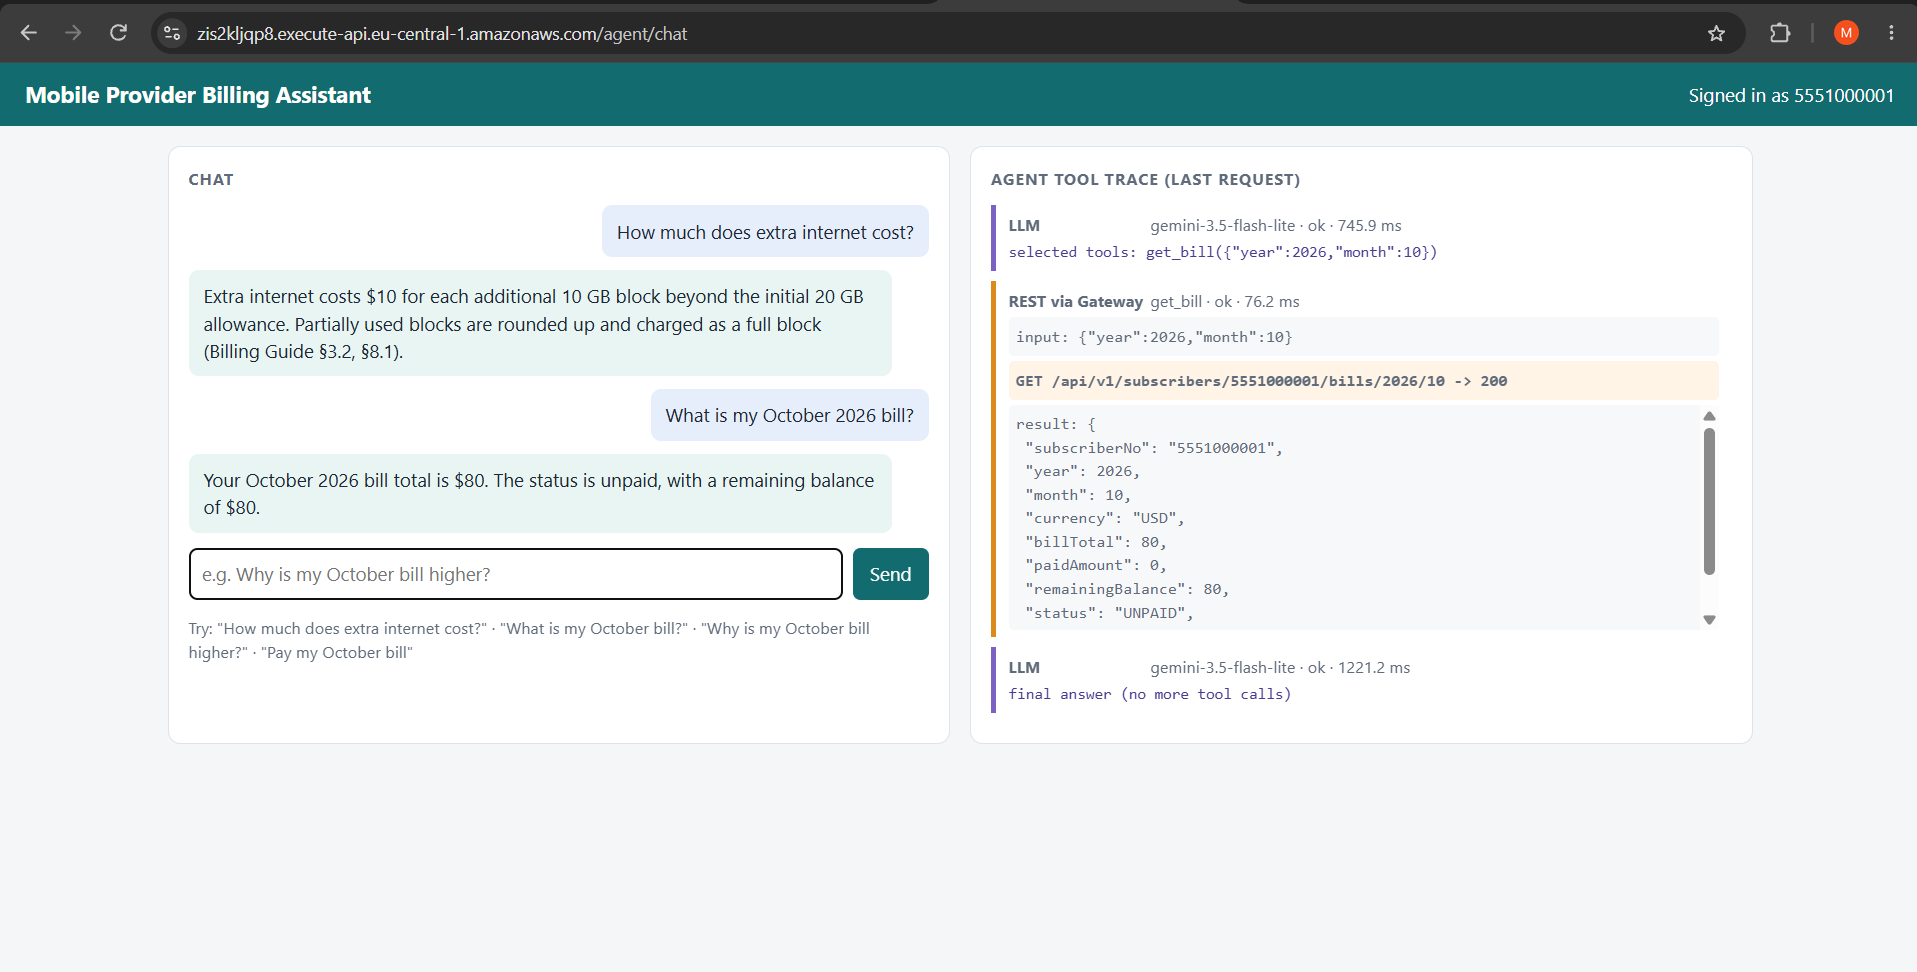 zis2kljqp8.execute-api.eu-central-1.amazonaws.com/agent/chat
M
Mobile Provider Billing Assistant
Signed in as 5551000001
CHAT
How much does extra internet cost?
Extra internet costs $10 for each additional 10 GB block beyond the initial 20 GB
allowance. Partially used blocks are rounded up and charged as a full block
(Billing Guide §3.2, §8.1).
What is my October 2026 bill?
Your October 2026 bill total is $80. The status is unpaid, with a remaining balance
of $80.
e.g. Why is my October bill higher?
Send
Try: "How much does extra internet cost?" · "What is my October bill?" · "Why is my October bill
higher?" · "Pay my October bill"
AGENT TOOL TRACE (LAST REQUEST)
LLM gemini-3.5-flash-lite · ok · 745.9 ms
selected tools: get_bill({"year":2026,"month":10})
REST via Gateway get_bill · ok · 76.2 ms
input: {"year":2026,"month":10}
GET /api/v1/subscribers/5551000001/bills/2026/10 -> 200
result: {
"subscriberNo": "5551000001",
"year": 2026,
"month": 10,
"currency": "USD",
"billTotal": 80,
"paidAmount": 0,
"remainingBalance": 80,
"status": "UNPAID",
LLM gemini-3.5-flash-lite · ok · 1221.2 ms
final answer (no more tool calls)